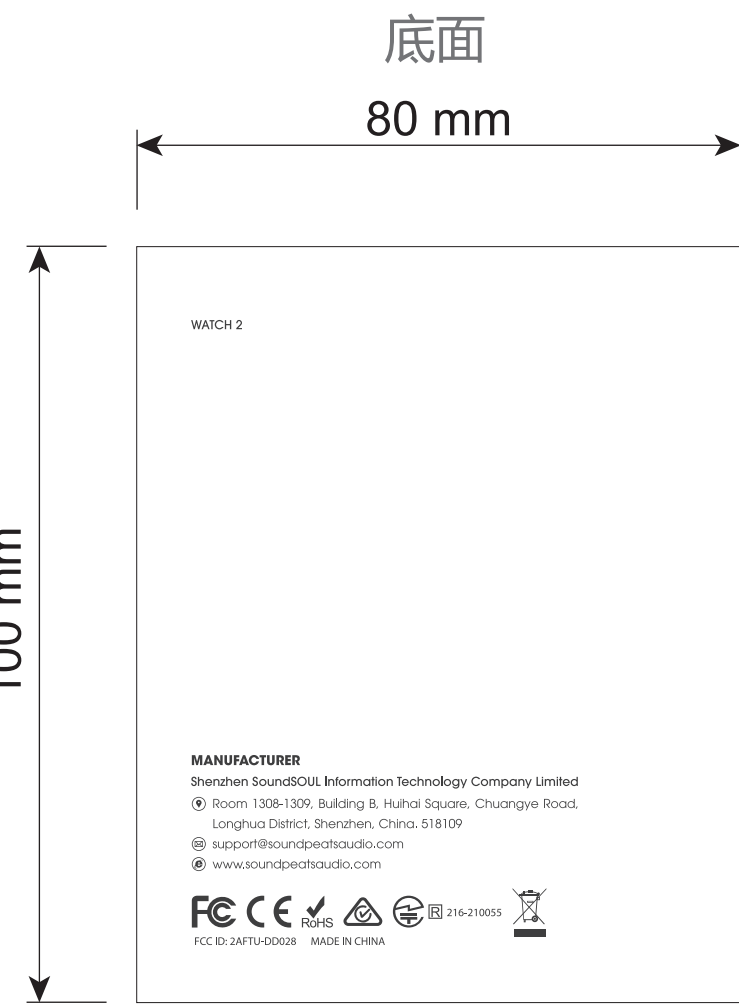 底面
80 mm
100 mm
WATCH 2
MANUFACTURER
Shenzhen SoundSOUL Information Technology Company Limited
Room 1308-1309, Building B, Huihai Square, Chuangye Road,
Longhua District, Shenzhen, China. 518109
support@soundpeatsaudio.com
www.soundpeatsaudio.com
FC CE RoHS R 216-210055
FCC ID: 2AFTU-DD028 MADE IN CHINA